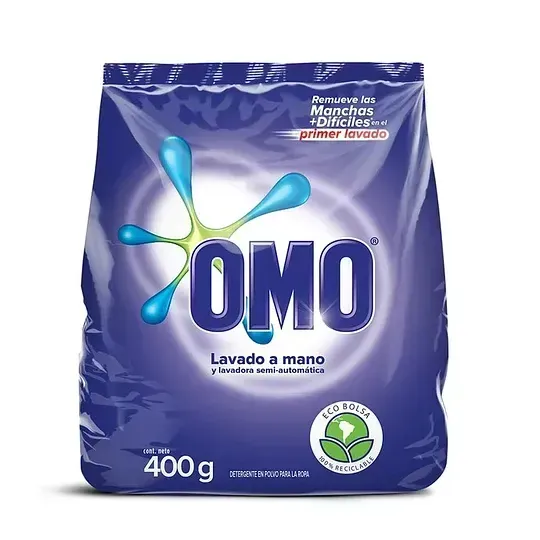 Remueve las
Manchas
+Difíciles en el
primer lavado
OMO®
Lavado a mano
y lavadora semi-automática
ECO BOLSA
100% RECICLABLE
cont. neto
400 g
DETERGENTE EN POLVO PARA LA ROPA